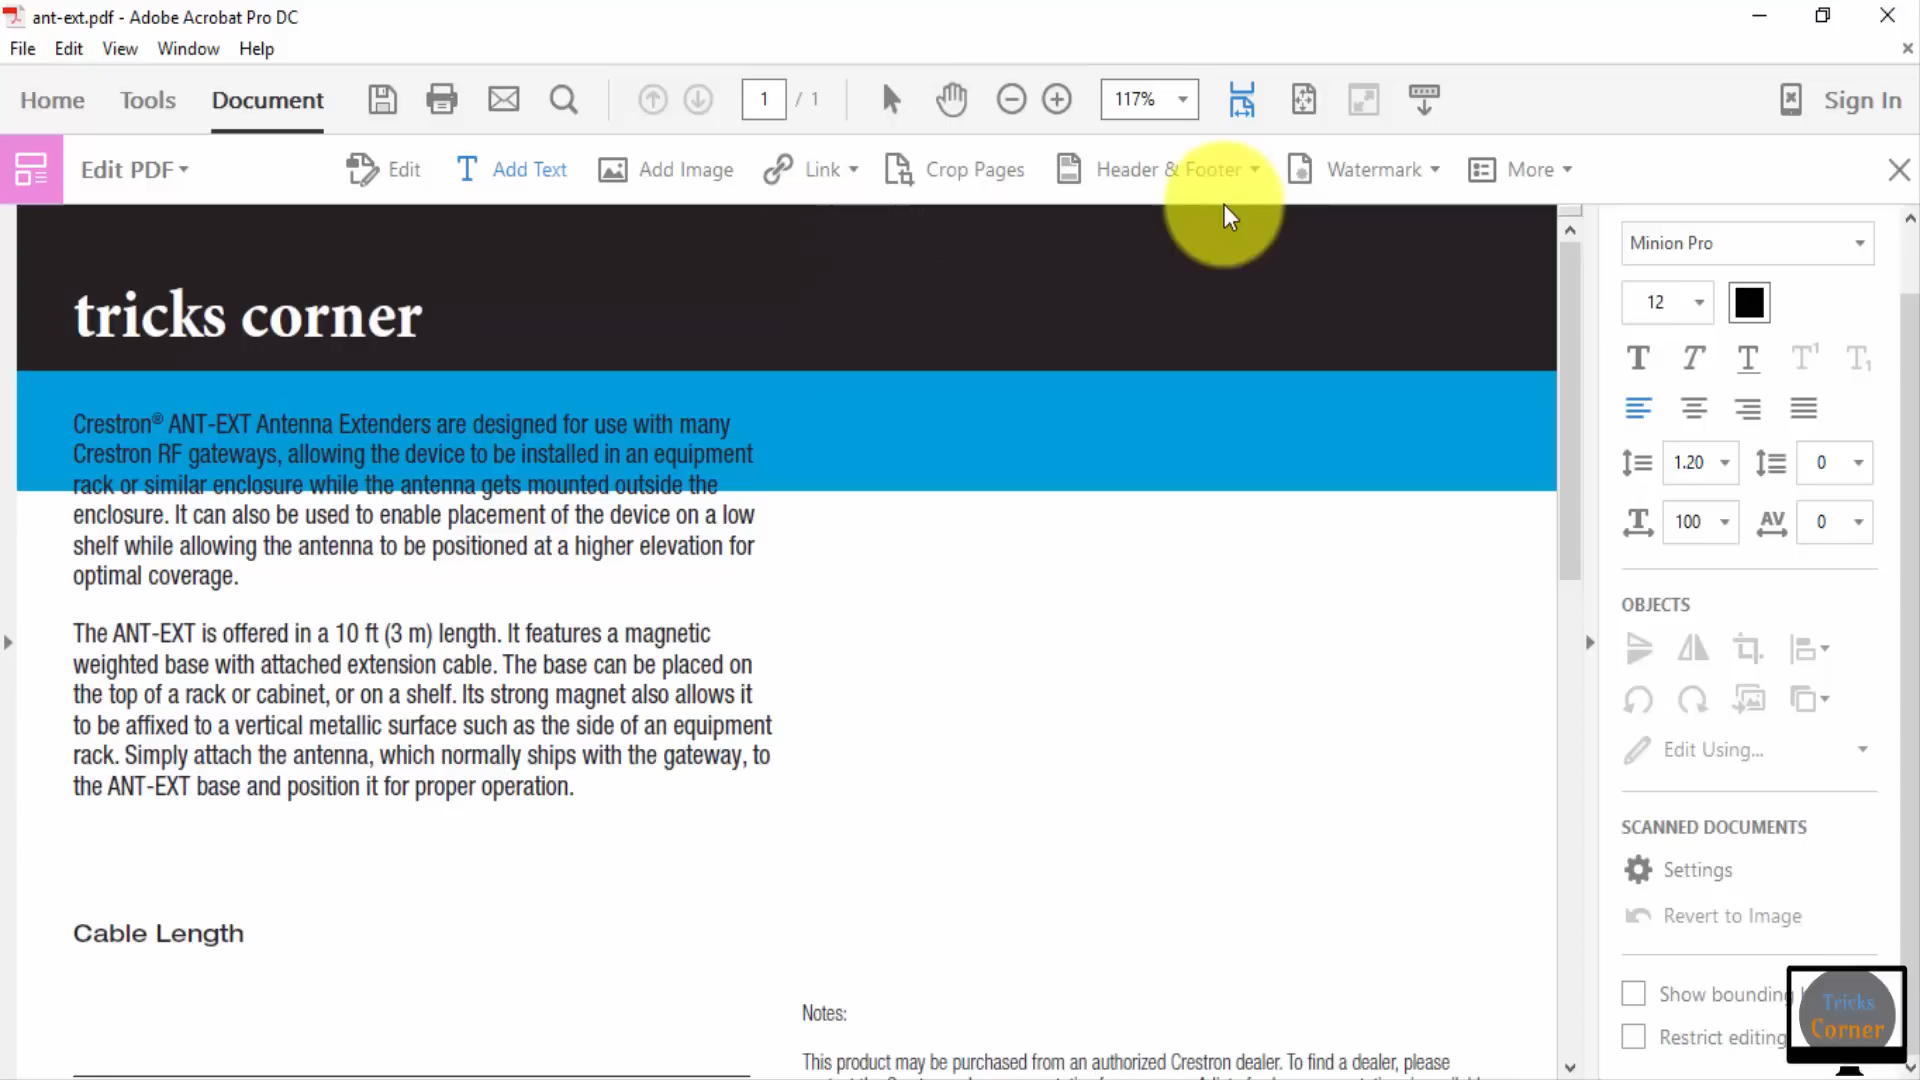 ant-ext.pdf - Adobe Acrobat Pro DC
File Edit View Window Help
Home Tools Document 1 / 1 117% Sign In
Edit PDF Edit Add Text Add Image Link Crop Pages Header & Footer Watermark More
tricks corner
Crestron® ANT-EXT Antenna Extenders are designed for use with many
Crestron RF gateways, allowing the device to be installed in an equipment
rack or similar enclosure while the antenna gets mounted outside the
enclosure. It can also be used to enable placement of the device on a low
shelf while allowing the antenna to be positioned at a higher elevation for
optimal coverage.
The ANT-EXT is offered in a 10 ft (3 m) length. It features a magnetic
weighted base with attached extension cable. The base can be placed on
the top of a rack or cabinet, or on a shelf. Its strong magnet also allows it
to be affixed to a vertical metallic surface such as the side of an equipment
rack. Simply attach the antenna, which normally ships with the gateway, to
the ANT-EXT base and position it for proper operation.
Cable Length
Notes:
This product may be purchased from an authorized Crestron dealer. To find a dealer, please
Minion Pro
12
1.20 0
100 0
OBJECTS
Edit Using...
SCANNED DOCUMENTS
Settings
Revert to Image
Show bounding
Restrict editing
Tricks
Corner